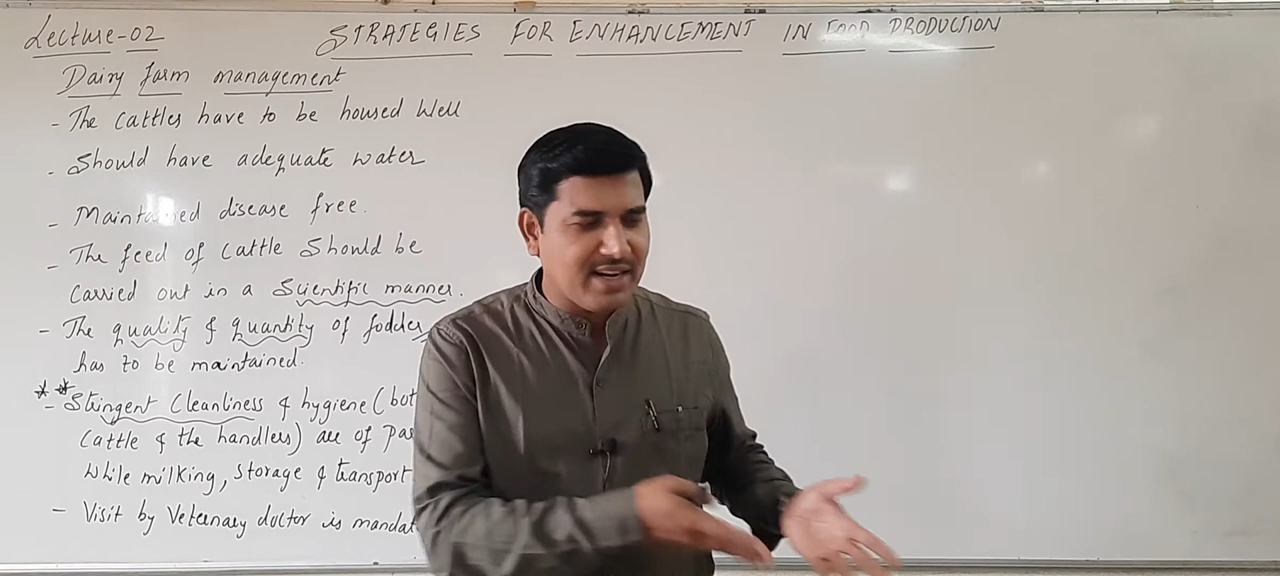 Lecture-02
STRATEGIES FOR ENHANCEMENT IN FOOD PRODUCTION
Dairy farm management
- The cattles have to be housed well
- Should have adequate water
- Maintained disease free.
- The feed of cattle should be
carried out in a scientific manner.
- The quality & quantity of fodder
has to be maintained.
** - Stringent cleanliness & hygiene (bot
cattle & the handlers) are of pa
while milking, storage & transport
- Visit by Veternary doctor is mandat